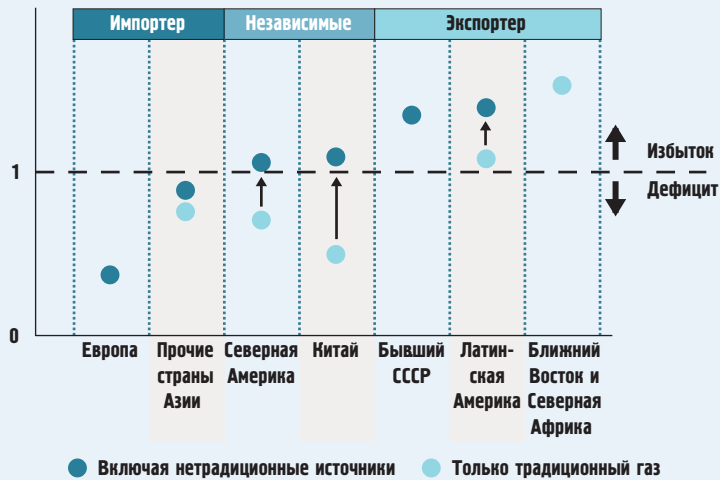 Импортер
Независимые
Экспортер
1
0
Избыток
Дефицит
Европа
Прочие
страны
Азии
Северная
Америка
Китай
Бывший
СССР
Латин-
ская
Америка
Ближний
Восток и
Северная
Африка
Включая нетрадиционные источники
Только традиционный газ